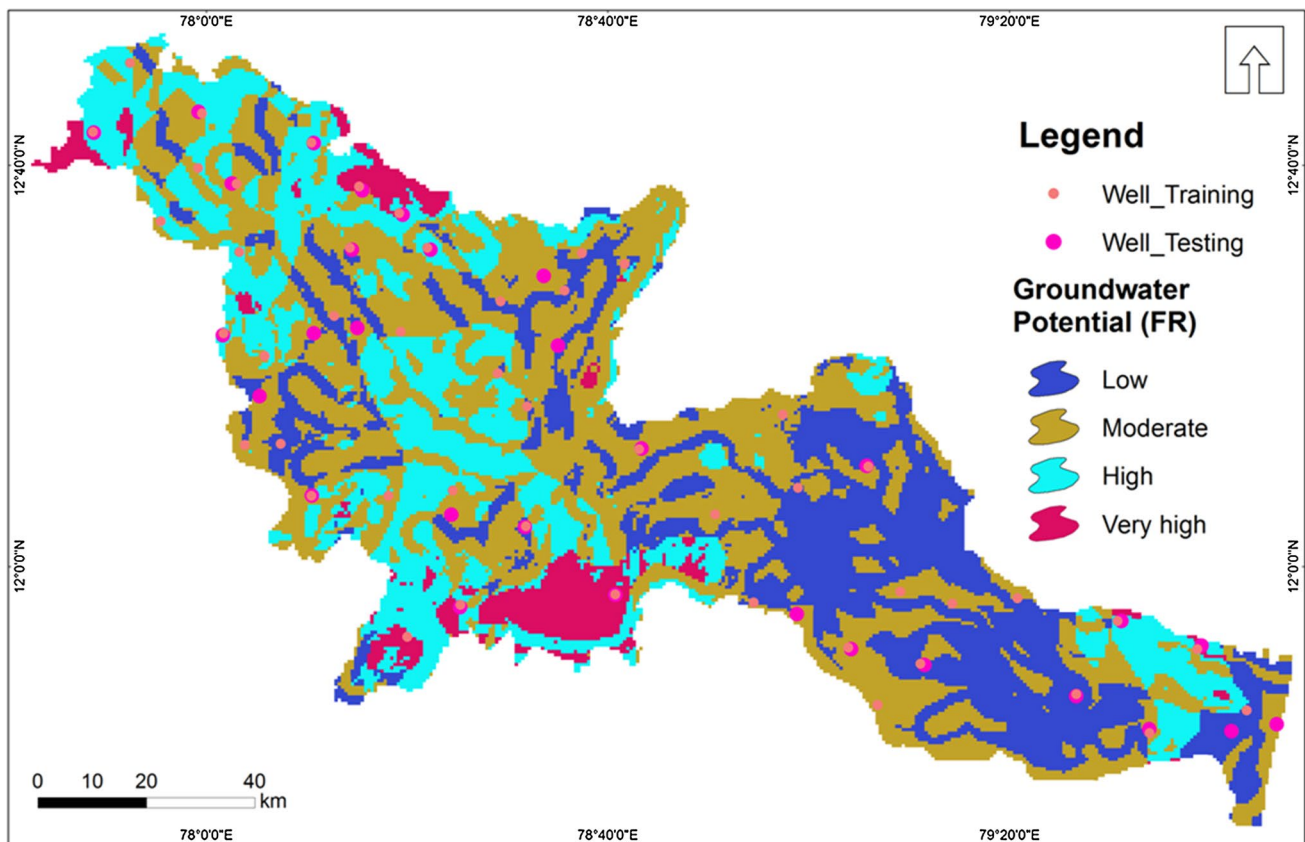 78°0'0"E 78°40'0"E 79°20'0"E
12°40'0"N 12°40'0"N
12°0'0"N 12°0'0"N
Legend
Well_Training
Well_Testing
Groundwater
Potential (FR)
Low
Moderate
High
Very high
0 10 20 40
km
78°0'0"E 78°40'0"E 79°20'0"E